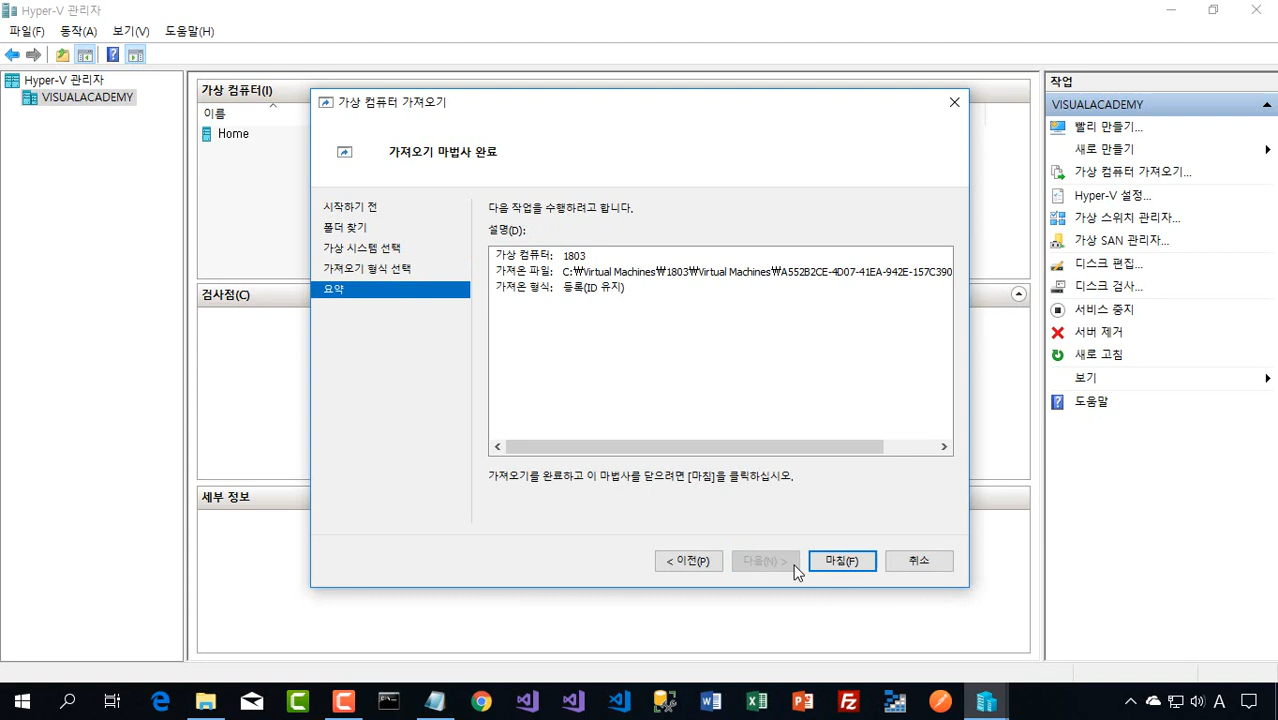 Hyper-V 관리자
파일(F) 동작(A) 보기(V) 도움말(H)
Hyper-V 관리자
VISUALACADEMY
가상 컴퓨터(I)
이름
Home
검사점(C)
세부 정보
가상 컴퓨터 가져오기
가져오기 마법사 완료
시작하기 전
폴더 찾기
가상 시스템 선택
가져오기 형식 선택
요약
다음 작업을 수행하려고 합니다.
설명(D):
가상 컴퓨터: 1803
가져온 파일: C:₩Virtual Machines₩1803₩Virtual Machines₩A552B2CE-4D07-41EA-942E-157C390
가져온 형식: 등록(ID 유지)
가져오기를 완료하고 이 마법사를 닫으려면 [마침]을 클릭하십시오.
< 이전(P) 다음(N) > 마침(F) 취소
작업
VISUALACADEMY
빨리 만들기...
새로 만들기
가상 컴퓨터 가져오기...
Hyper-V 설정...
가상 스위치 관리자...
가상 SAN 관리자...
디스크 편집...
디스크 검사...
서비스 중지
서버 제거
새로 고침
보기
도움말
A